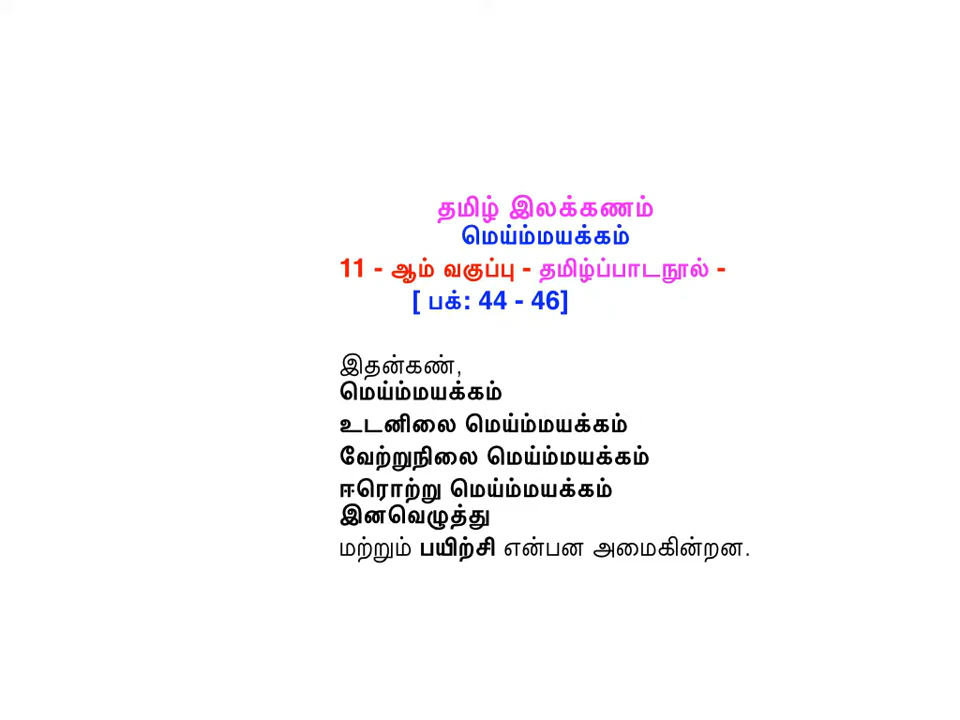 தமிழ் இலக்கணம்
மெய்ம்மயக்கம்
11 - ஆம் வகுப்பு - தமிழ்ப்பாடநூல் -
[ பக்: 44 - 46]
இதன்கண்,
மெய்ம்மயக்கம்
உடனிலை மெய்ம்மயக்கம்
வேற்றுநிலை மெய்ம்மயக்கம்
ஈரொற்று மெய்ம்மயக்கம்
இனவெழுத்து
மற்றும் பயிற்சி என்பன அமைகின்றன.